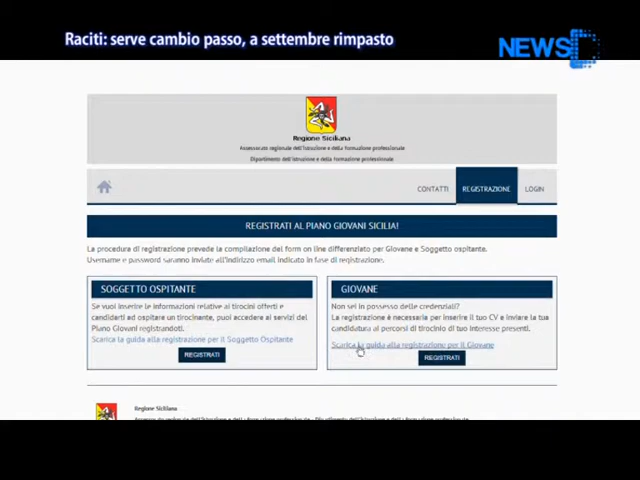 Raciti: serve cambio passo, a settembre rimpasto
NEWS
Regione Siciliana
Assessorato regionale dell'Istruzione e della Formazione professionale
Dipartimento dell'Istruzione e della Formazione professionale
CONTATTI REGISTRAZIONE LOGIN
REGISTRATI AL PIANO GIOVANI SICILIA!
La procedura di registrazione prevede la compilazione del form on line differenziato per Giovane e Soggetto ospitante.
Username e password saranno inviate all'indirizzo email indicato in fase di registrazione.
SOGGETTO OSPITANTE
Se vuoi inserire le informazioni relative ai tirocini offerti e
candidarti ad ospitare un tirocinante, puoi accedere ai servizi del
Piano Giovani registrandoti.
Scarica la guida alla registrazione per il Soggetto Ospitante
REGISTRATI
GIOVANE
Non sei in possesso delle credenziali?
La registrazione è necessaria per inserire il tuo CV e inviare la tua
candidatura ai percorsi di tirocinio di tuo interesse presenti.
Scarica la guida alla registrazione per il Giovane
REGISTRATI
Regione Siciliana